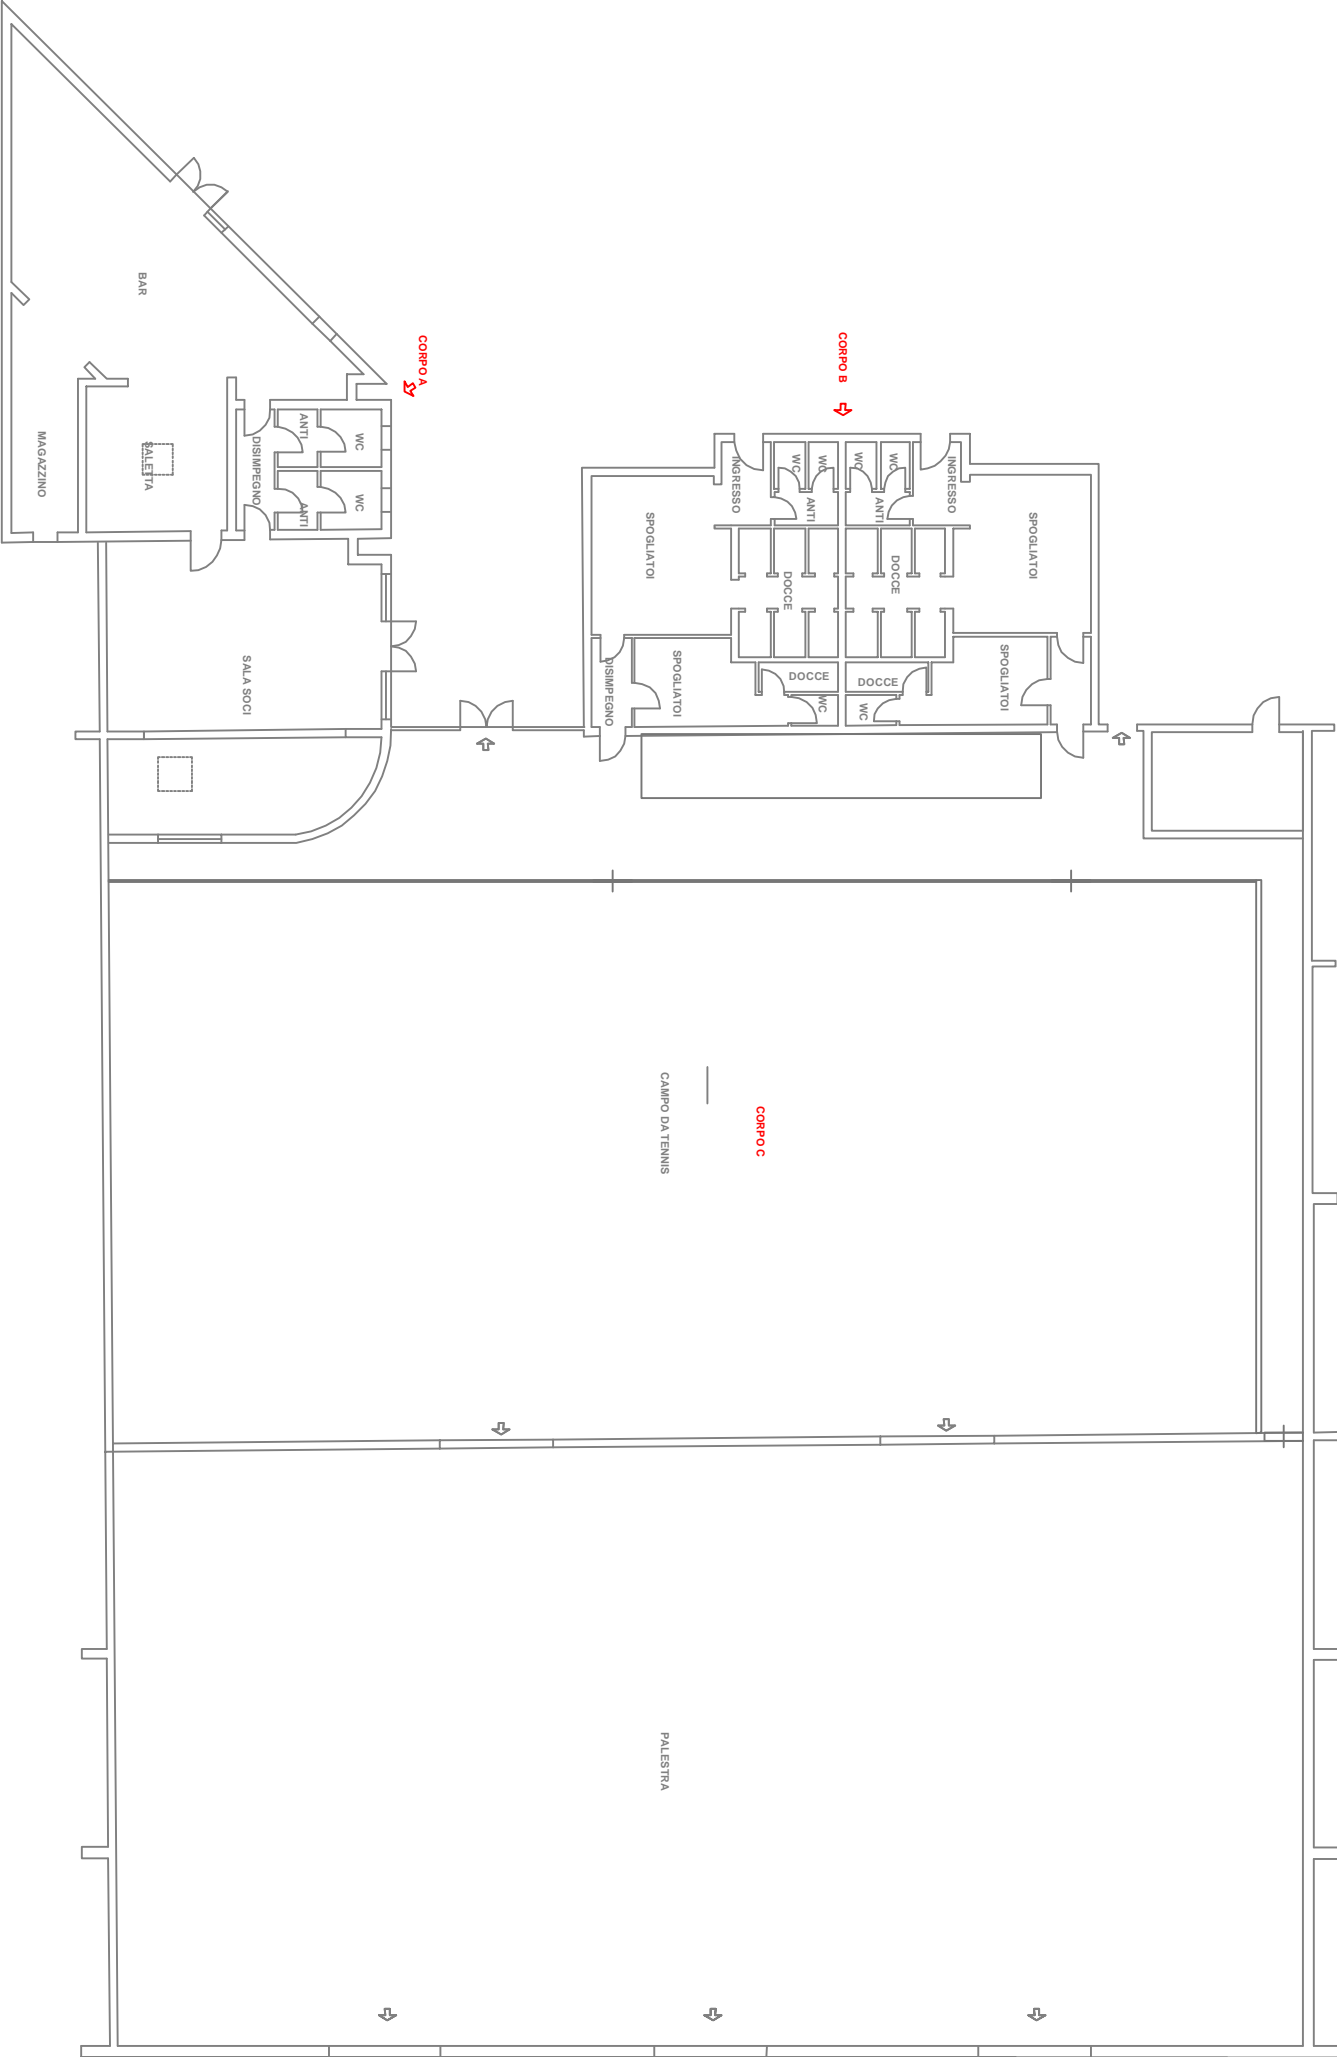 BAR
CORPO A
CORPO B
MAGAZZINO
SALETTA
DISIMPEGNO
ANTI
WC
ANTI
WC
INGRESSO
WC
WC
WC
WC
INGRESSO
ANTI
ANTI
SPOGLIATOI
SPOGLIATOI
DOCCE
DOCCE
SALA SOCI
DISIMPEGNO
SPOGLIATOI
DOCCE
DOCCE
SPOGLIATOI
WC
WC
CAMPO DA TENNIS
CORPO C
PALESTRA